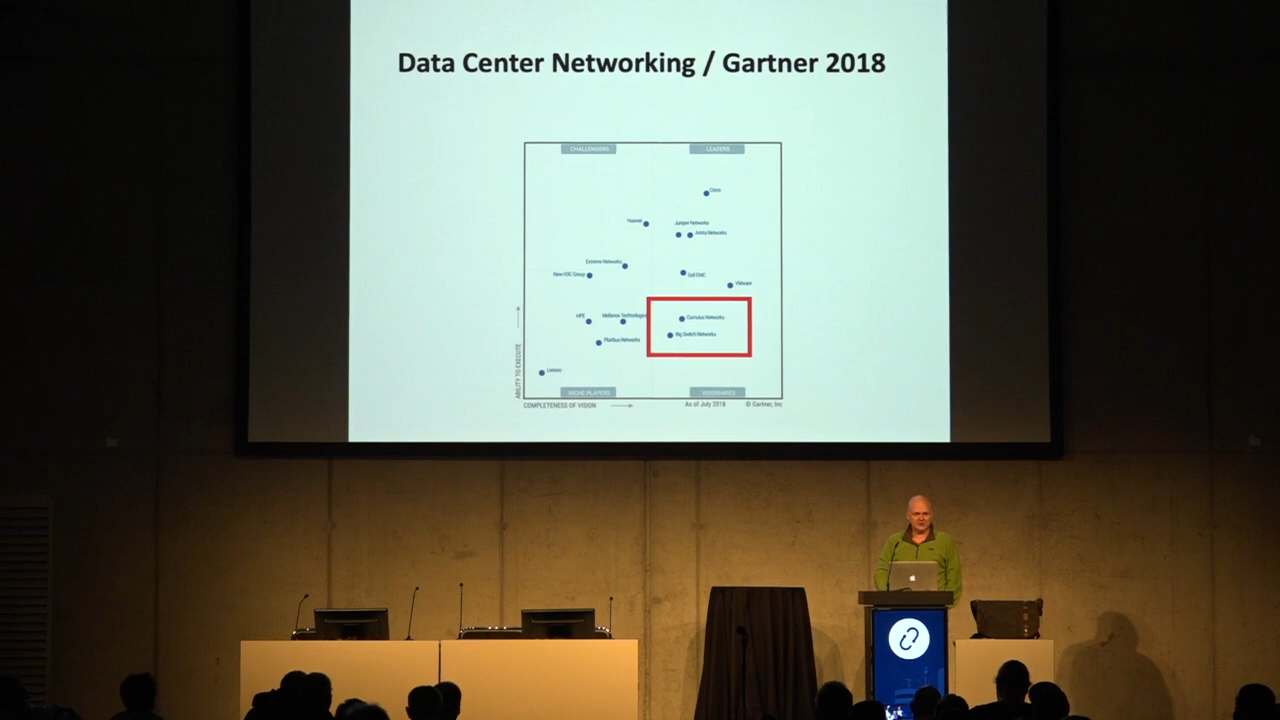 Data Center Networking / Gartner 2018
CHALLENGERS
LEADERS
Cisco
Huawei
Juniper Networks
Arista Networks
Extreme Networks
New H3C Group
Dell EMC
VMware
HPE
Mellanox Technologies
Cumulus Networks
Big Switch Networks
Pluribus Networks
Lenovo
ABILITY TO EXECUTE
NICHE PLAYERS
VISIONARIES
COMPLETENESS OF VISION
As of July 2018
© Gartner, Inc